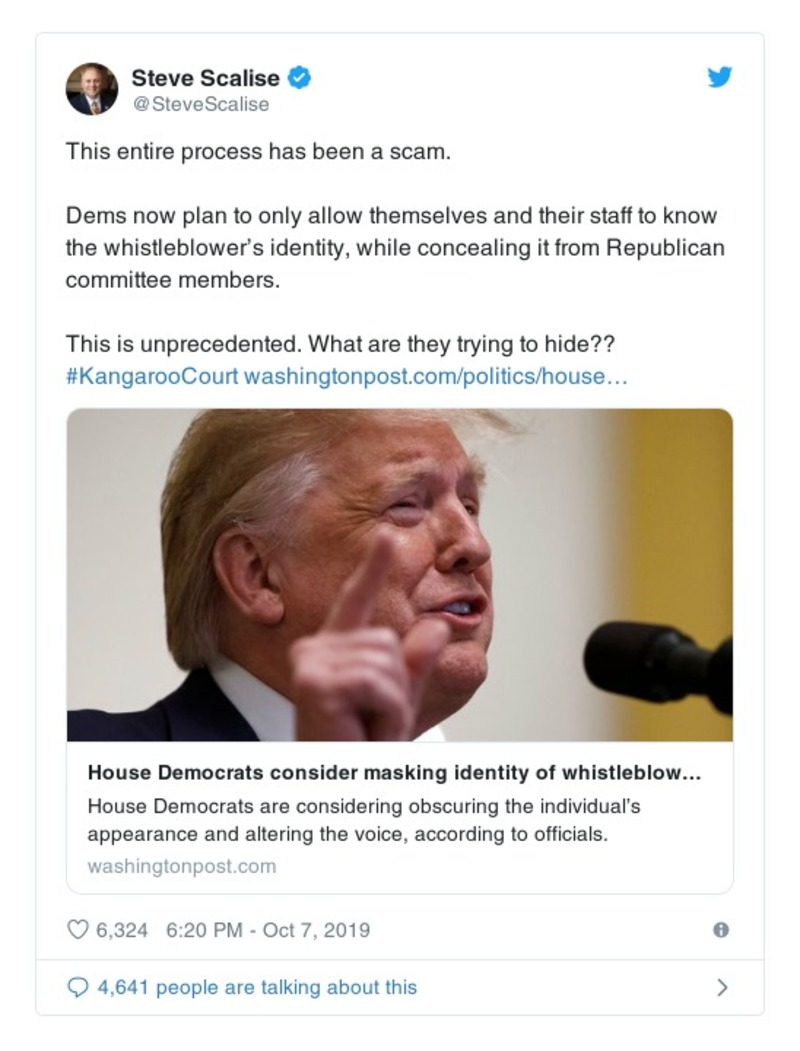 Steve Scalise
@SteveScalise
This entire process has been a scam.
Dems now plan to only allow themselves and their staff to know
the whistleblower’s identity, while concealing it from Republican
committee members.
This is unprecedented. What are they trying to hide??
#KangarooCourt washingtonpost.com/politics/house…
House Democrats consider masking identity of whistleblow...
House Democrats are considering obscuring the individual’s
appearance and altering the voice, according to officials.
washingtonpost.com
6,324 6:20 PM - Oct 7, 2019
4,641 people are talking about this